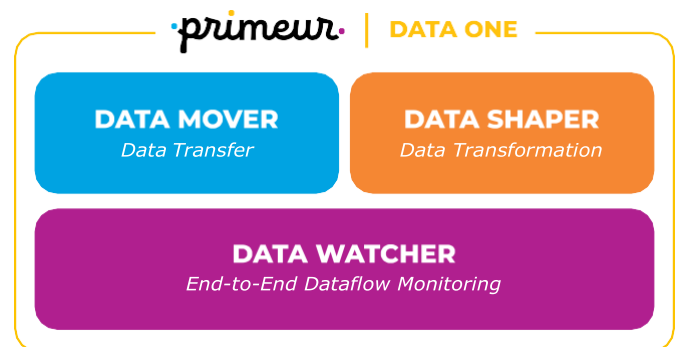 primeur. | DATA ONE
DATA MOVER
Data Transfer
DATA SHAPER
Data Transformation
DATA WATCHER
End-to-End Dataflow Monitoring